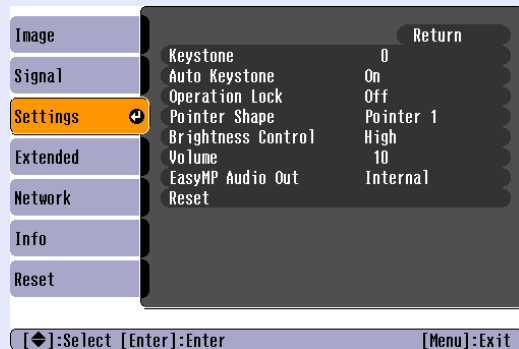 Image
Signal
Settings
Extended
Network
Info
Reset
Return
Keystone 0
Auto Keystone On
Operation Lock Off
Pointer Shape Pointer 1
Brightness Control High
Volume 10
EasyMP Audio Out Internal
Reset
[◆]:Select [Enter]:Enter [Menu]:Exit